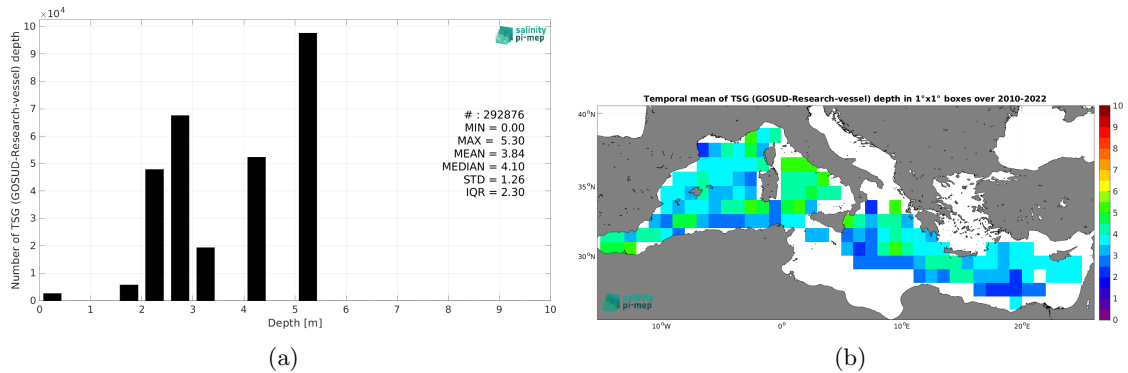 ×10⁴
10
9
8
7
6
5
4
3
2
1
0
Number of TSG (GOSUD-Research-vessel) depth
salinity
pi-mep
# : 292876
MIN = 0.00
MAX = 5.30
MEAN = 3.84
MEDIAN = 4.10
STD = 1.26
IQR = 2.30
0 1 2 3 4 5 6 7 8 9 10
Depth [m]
(a)
Temporal mean of TSG (GOSUD-Research-vessel) depth in 1°x1° boxes over 2010-2022
40°N
35°N
30°N
salinity
pi-mep
10°W 0° 10°E 20°E
10
9
8
7
6
5
4
3
2
1
0
(b)